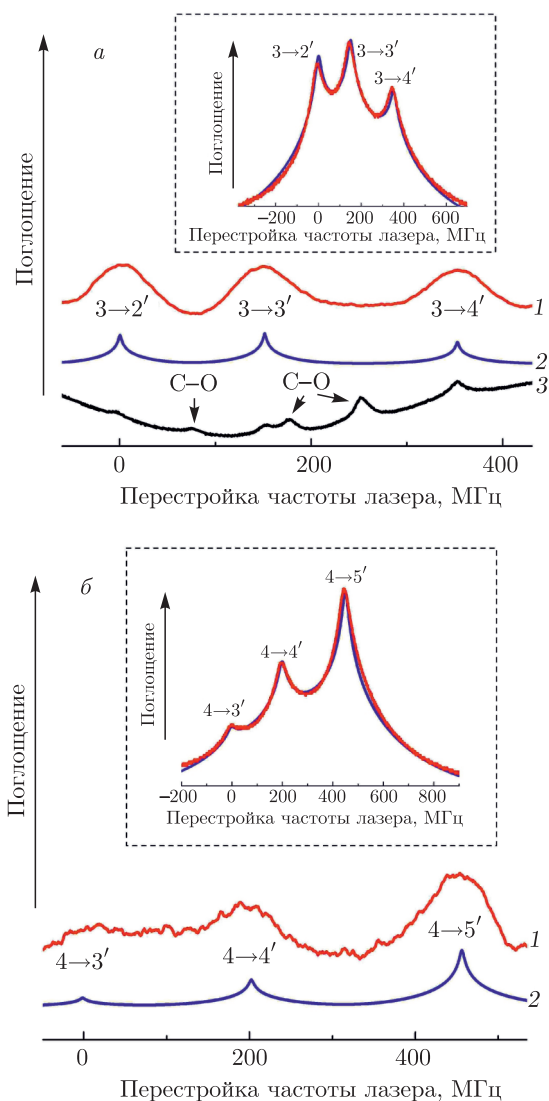 а
Поглощение
3→2′
3→3′
3→4′
Поглощение
−200 0 200 400 600
Перестройка частоты лазера, МГц
3→2′ 3→3′ 3→4′ 1
2
C–O C–O 3
0 200 400
Перестройка частоты лазера, МГц
б
Поглощение
4→5′
4→4′
4→3′
Поглощение
−200 0 200 400 600 800
Перестройка частоты лазера, МГц
4→3′ 4→4′ 4→5′ 1
2
0 200 400
Перестройка частоты лазера, МГц